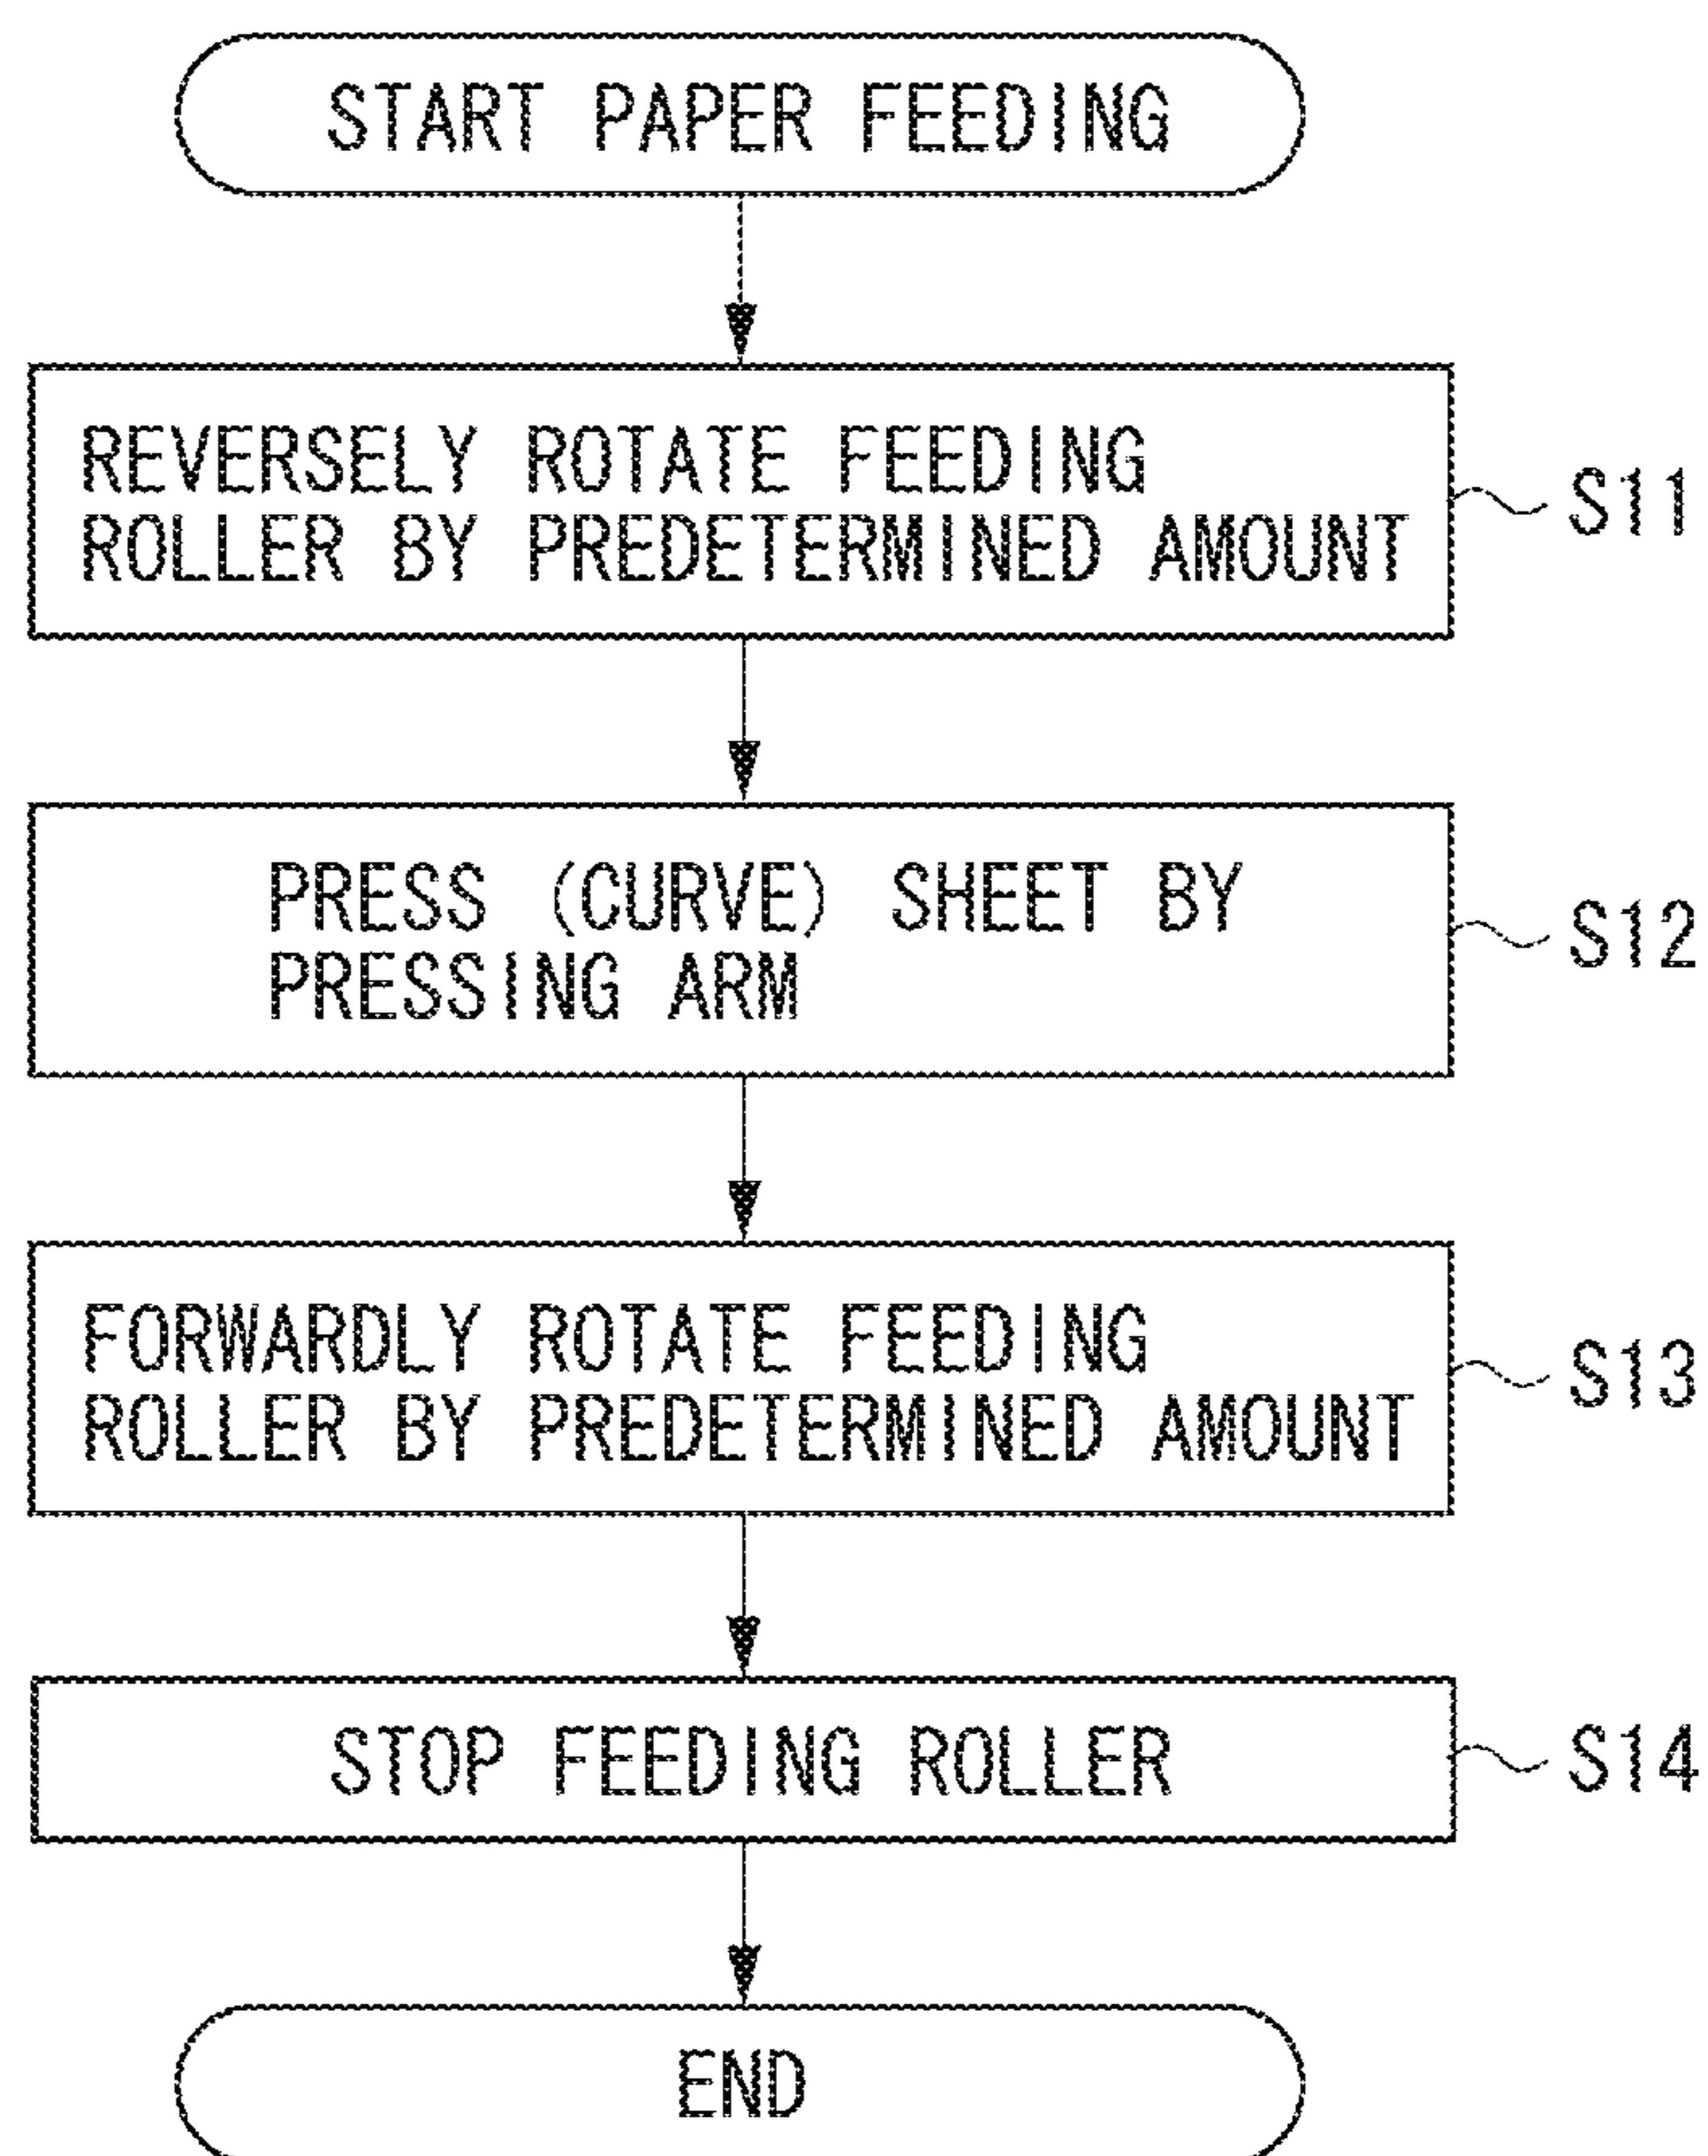 START PAPER FEEDING
REVERSELY ROTATE FEEDING
ROLLER BY PREDETERMINED AMOUNT
S11
PRESS (CURVE) SHEET BY
PRESSING ARM
S12
FORWARDLY ROTATE FEEDING
ROLLER BY PREDETERMINED AMOUNT
S13
STOP FEEDING ROLLER
S14
END